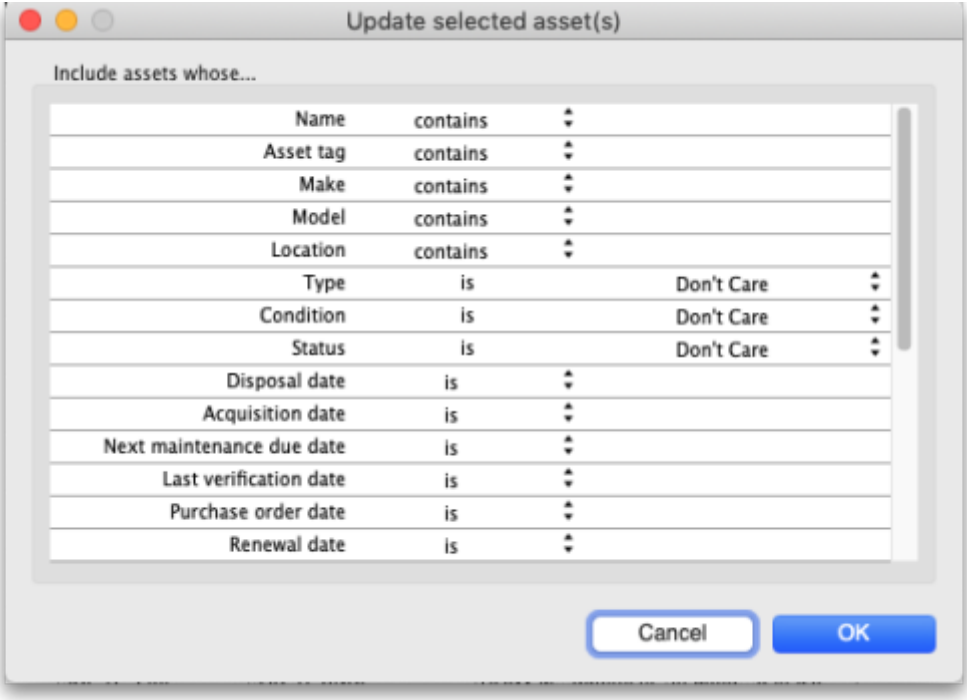 Update selected asset(s)
Include assets whose...
Name contains
Asset tag contains
Make contains
Model contains
Location contains
Type is Don't Care
Condition is Don't Care
Status is Don't Care
Disposal date is
Acquisition date is
Next maintenance due date is
Last verification date is
Purchase order date is
Renewal date is
Cancel OK